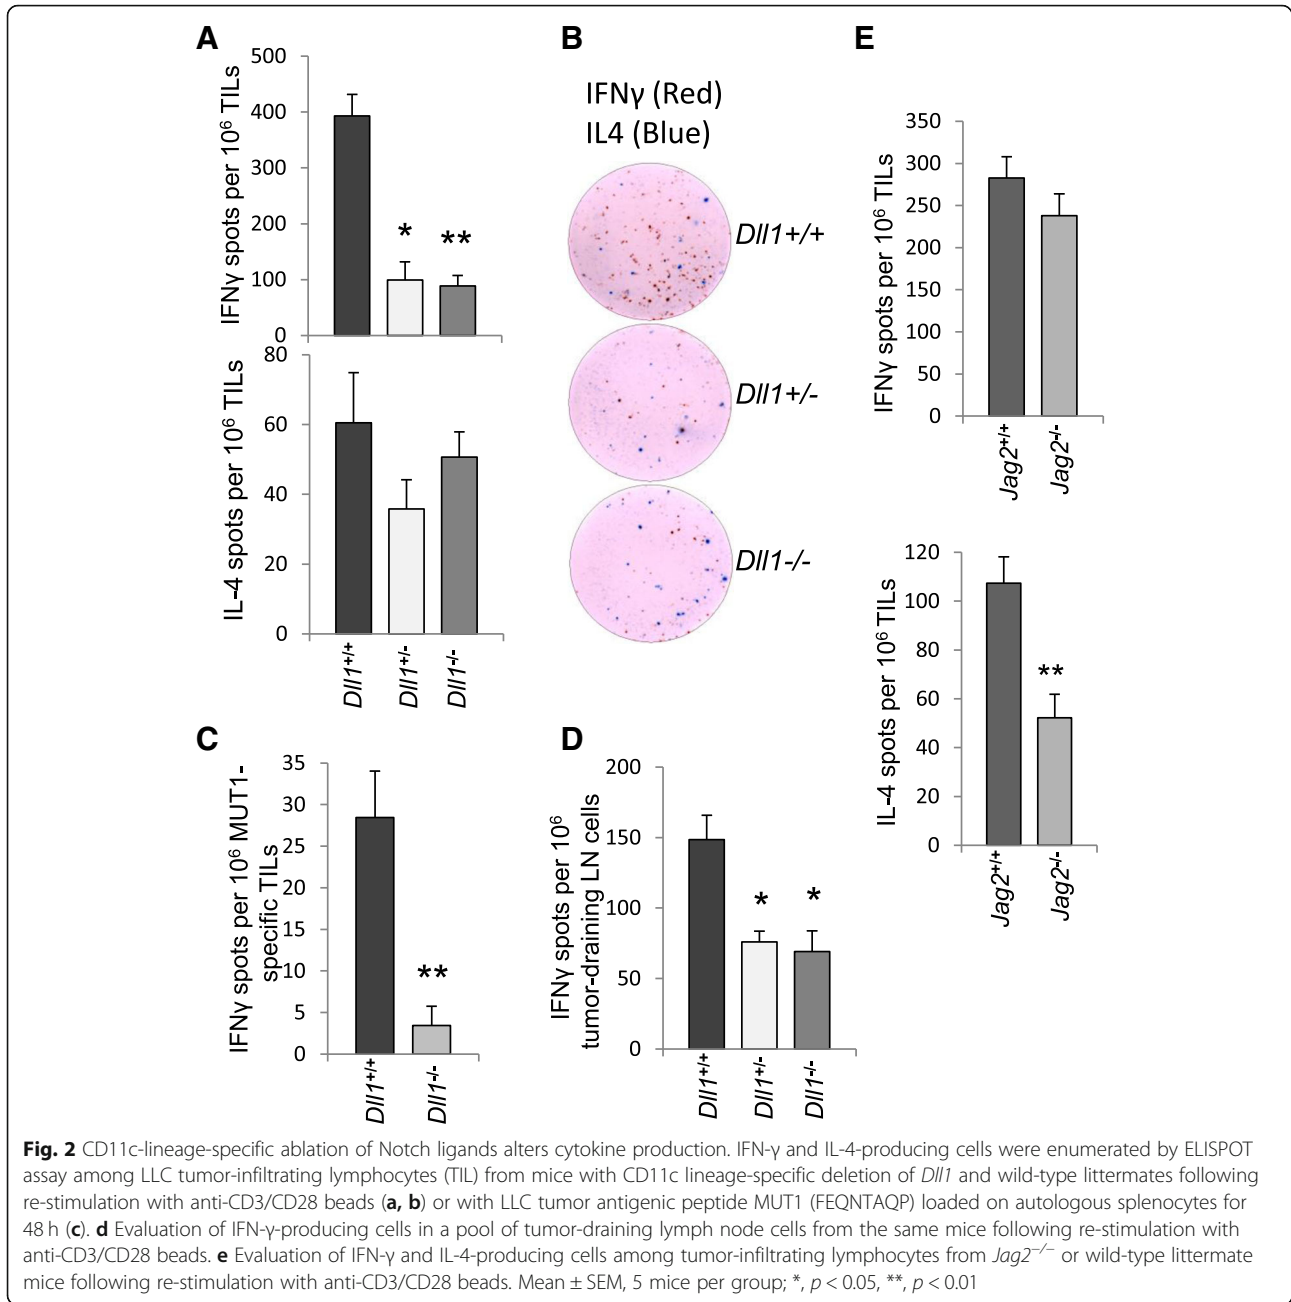 A
500
400
300
200
100
0
IFNγ spots per 10⁶ TILs
*
**
80
60
40
20
0
IL-4 spots per 10⁶ TILs
Dll1+/+
Dll1+/-
Dll1-/-
B
IFNγ (Red)
IL4 (Blue)
Dll1+/+
Dll1+/-
Dll1-/-
C
35
30
25
20
15
10
5
0
IFNγ spots per 10⁶ MUT1-
specific TILs
**
Dll1+/+
Dll1-/-
D
200
150
100
50
0
IFNγ spots per 10⁶
tumor-draining LN cells
*
*
Dll1+/+
Dll1+/-
Dll1-/-
E
350
300
250
200
150
100
50
0
IFNγ spots per 10⁶ TILs
Jag2+/+
Jag2-/-
120
100
80
60
40
20
0
IL-4 spots per 10⁶ TILs
**
Jag2+/+
Jag2-/-
Fig. 2 CD11c-lineage-specific ablation of Notch ligands alters cytokine production. IFN-γ and IL-4-producing cells were enumerated by ELISPOT
assay among LLC tumor-infiltrating lymphocytes (TIL) from mice with CD11c lineage-specific deletion of Dll1 and wild-type littermates following
re-stimulation with anti-CD3/CD28 beads (a, b) or with LLC tumor antigenic peptide MUT1 (FEQNTAQP) loaded on autologous splenocytes for
48 h (c). d Evaluation of IFN-γ-producing cells in a pool of tumor-draining lymph node cells from the same mice following re-stimulation with
anti-CD3/CD28 beads. e Evaluation of IFN-γ and IL-4-producing cells among tumor-infiltrating lymphocytes from Jag2−/− or wild-type littermate
mice following re-stimulation with anti-CD3/CD28 beads. Mean ± SEM, 5 mice per group; *, p < 0.05, **, p < 0.01